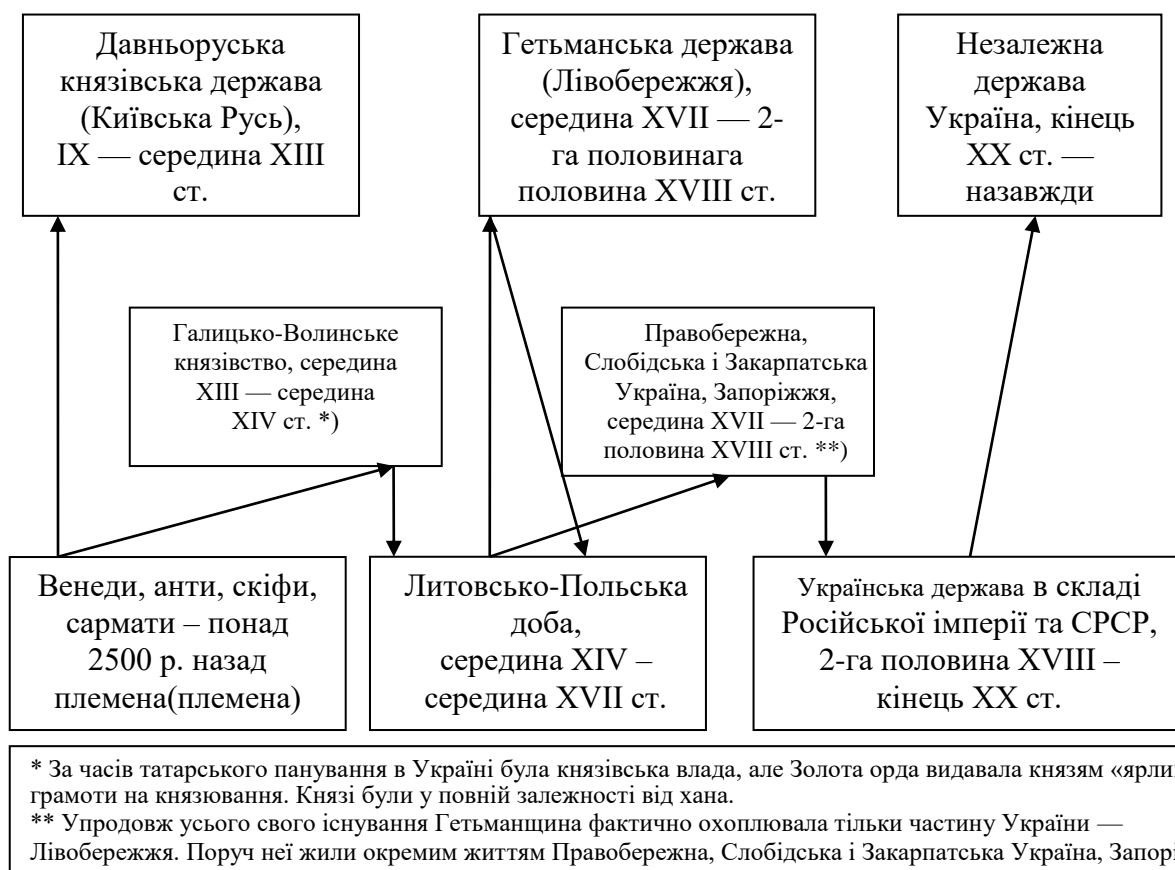 Давньоруська
князівська держава
(Київська Русь),
IX — середина XIII
ст.
Гетьманська держава
(Лівобережжя),
середина XVII — 2-
га половинага
половина XVIII ст.
Незалежна
держава
Україна, кінець
XX ст. —
назавжди
Галицько-Волинське
князівство, середина
XIII — середина
XIV ст. *)
Правобережна,
Слобідська і Закарпатська
Україна, Запоріжжя,
середина XVII — 2-га
половина XVIII ст. **)
Венеди, анти, скіфи,
сармати – понад
2500 р. назад
племена(племена)
Литовсько-Польська
доба,
середина XIV –
середина XVII ст.
Українська держава в складі
Російської імперії та СРСР,
2-га половина XVIII –
кінець XX ст.
* За часів татарського панування в Україні була князівська влада, але Золота орда видавала князям
грамоти на князювання. Князі були у повній залежності від хана.
** Упродовж усього свого існування Гетьманщина фактично охоплювала тільки частину України —
Лівобережжя. Поруч неї жили окремим життям Правобережна, Слобідська і Закарпатська Україна,